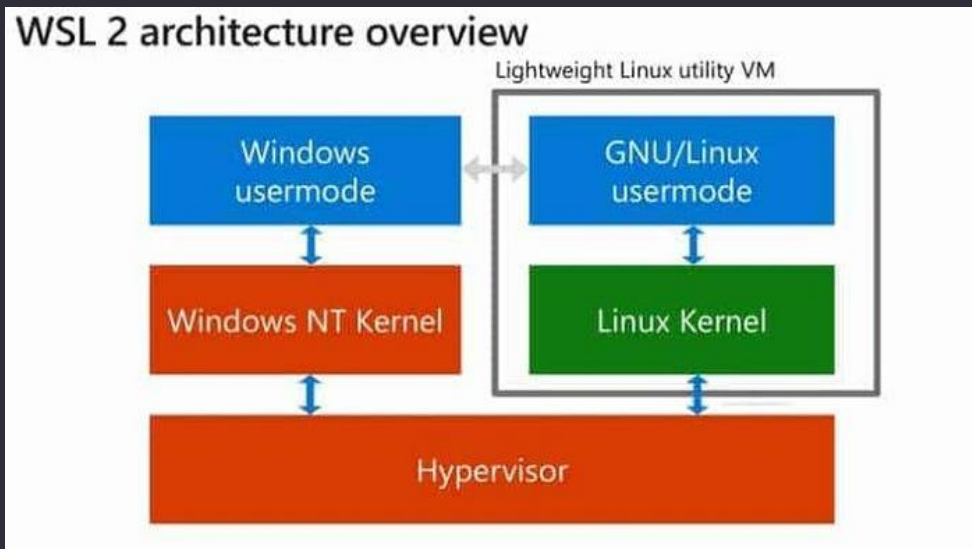 WSL 2 architecture overview
Lightweight Linux utility VM
Windows
usermode
GNU/Linux
usermode
Windows NT Kernel
Linux Kernel
Hypervisor